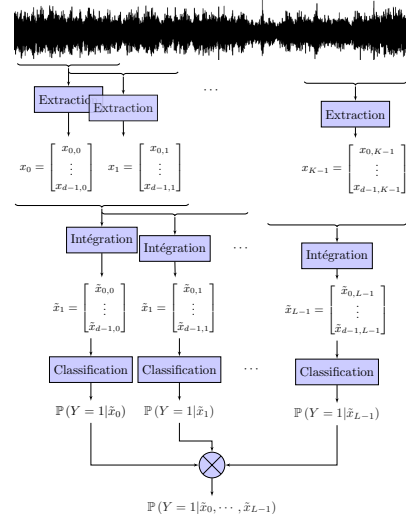 Extraction Extraction ... Extraction
x_0 = [x_{0,0} ⋮ x_{d−1,0}] x_1 = [x_{0,1} ⋮ x_{d−1,1}] x_{K−1} = [x_{0,K−1} ⋮ x_{d−1,K−1}]
Intégration Intégration ... Intégration
x̃_1 = [x̃_{0,0} ⋮ x̃_{d−1,0}] x̃_1 = [x̃_{0,1} ⋮ x̃_{d−1,1}] x̃_{L−1} = [x̃_{0,L−1} ⋮ x̃_{d−1,L−1}]
Classification Classification ... Classification
ℙ(Y = 1|x̃_0) ℙ(Y = 1|x̃_1) ℙ(Y = 1|x̃_{L−1})
ℙ(Y = 1|x̃_0, ⋯ , x̃_{L−1})